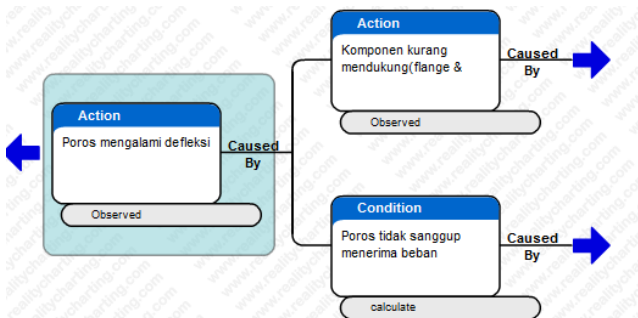 Action
Komponen kurang
mendukung(flange &
Observed
Caused
By
Action
Poros mengalami defleksi
Observed
Caused
By
Condition
Poros tidak sanggup
menerima beban
calculate
Caused
By